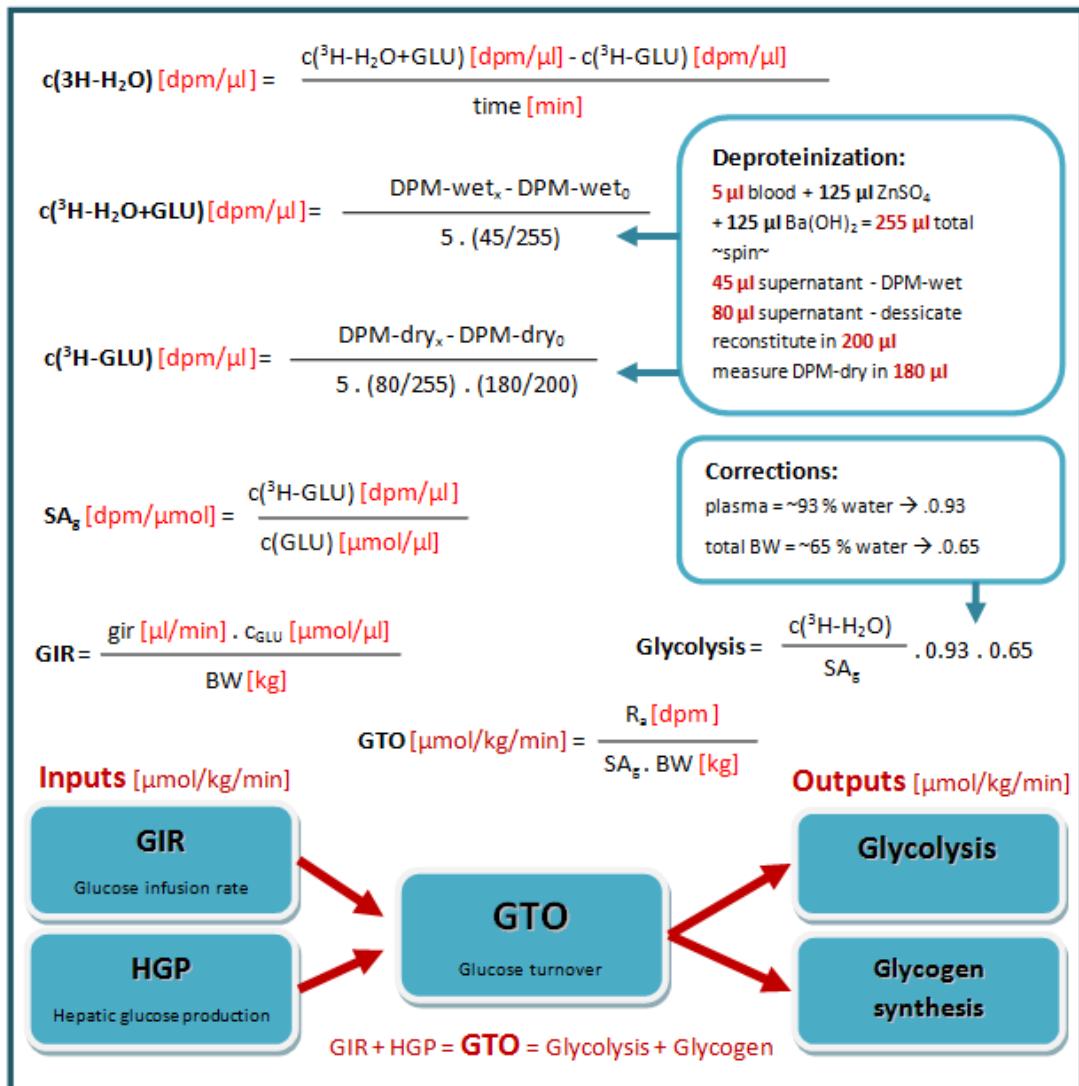 c(3H-H₂O) [dpm/µl] = c(³H-H₂O+GLU) [dpm/µl] - c(³H-GLU) [dpm/µl]
time [min]
Deproteinization:
5 µl blood + 125 µl ZnSO₄
+ 125 µl Ba(OH)₂ = 255 µl total
~spin~
45 µl supernatant - DPM-wet
80 µl supernatant - dessicate
reconstitute in 200 µl
measure DPM-dry in 180 µl
c(³H-H₂O+GLU) [dpm/µl]= DPM-wetₓ - DPM-wet₀
5 . (45/255)
c(³H-GLU) [dpm/µl] = DPM-dryₓ - DPM-dry₀
5 . (80/255) . (180/200)
Corrections:
plasma = ~93 % water → .0.93
total BW = ~65 % water → .0.65
SAg [dpm/µmol] = c(³H-GLU) [dpm/µl]
c(GLU) [µmol/µl]
GIR = gir [µl/min] . cGLU [µmol/µl]
BW [kg]
Glycolysis = c(³H-H₂O) . 0.93 . 0.65
SAg
GTO [µmol/kg/min] = Rₐ [dpm ]
SAg . BW [kg]
Inputs [µmol/kg/min]
Outputs [µmol/kg/min]
GIR
Glucose infusion rate
HGP
Hepatic glucose production
GTO
Glucose turnover
Glycolysis
Glycogen
synthesis
GIR + HGP = GTO = Glycolysis + Glycogen